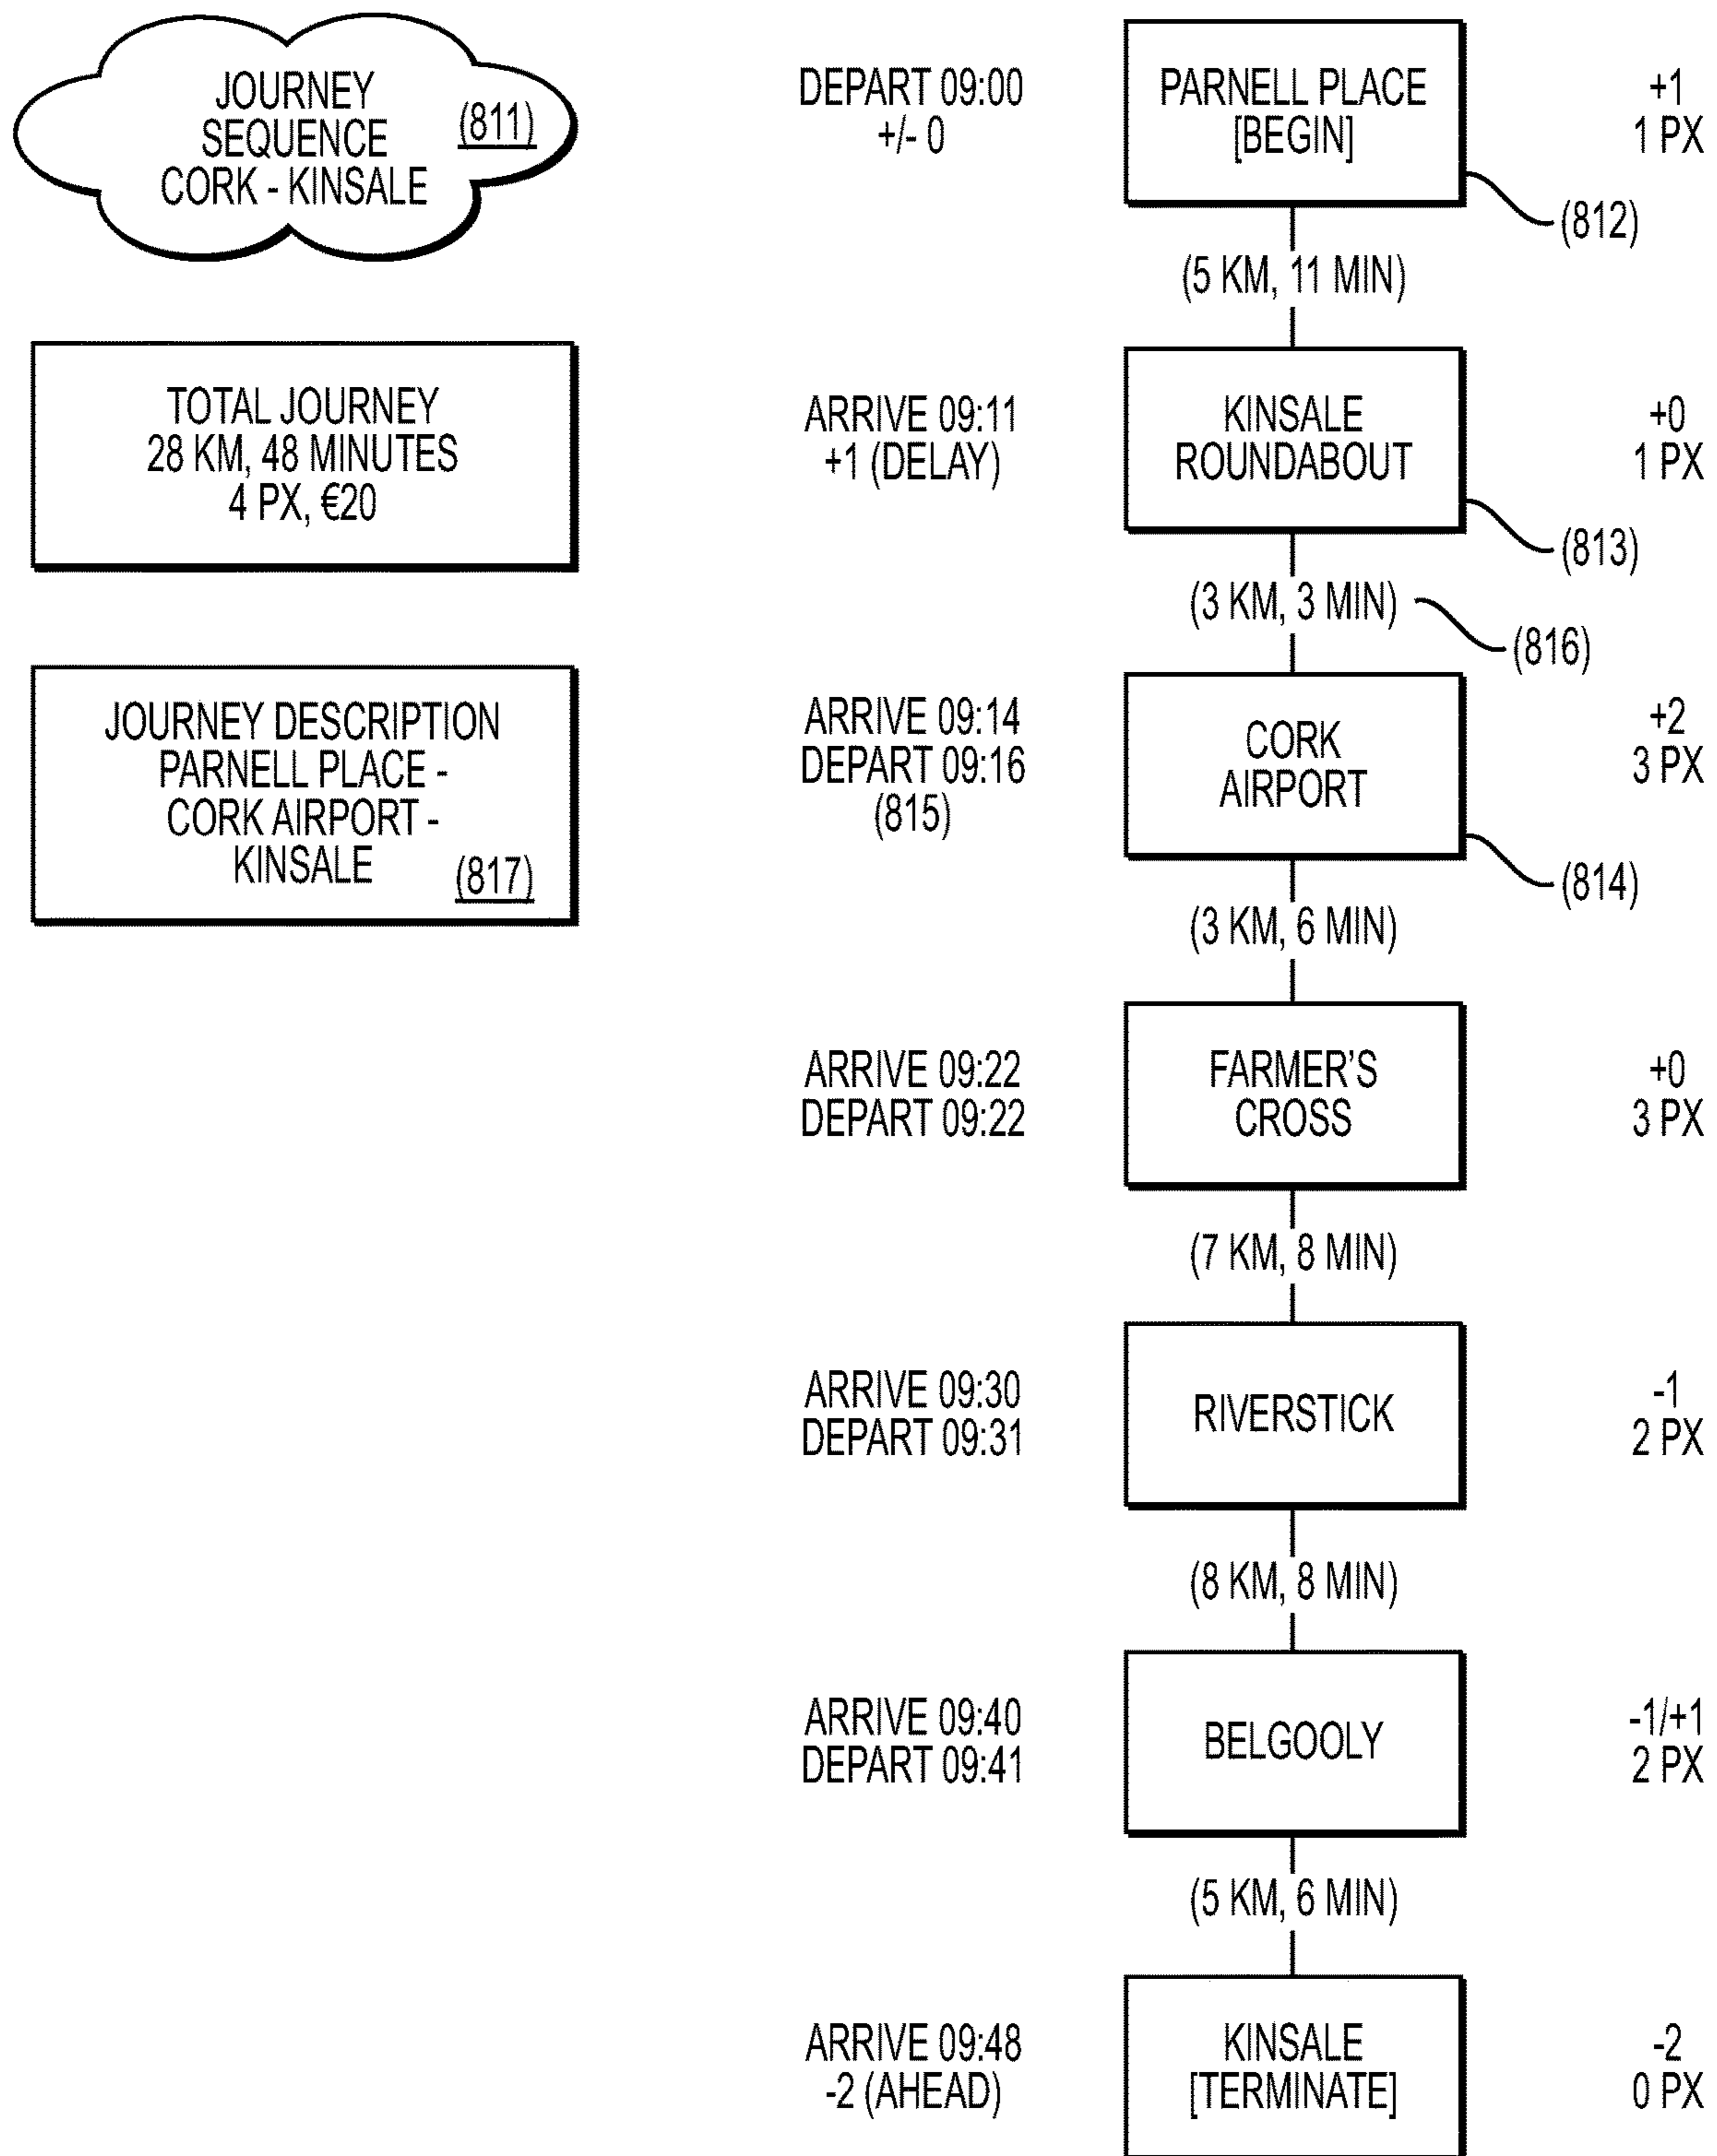 JOURNEY
SEQUENCE
CORK - KINSALE
(811)
TOTAL JOURNEY
28 KM, 48 MINUTES
4 PX, €20
JOURNEY DESCRIPTION
PARNELL PLACE -
CORK AIRPORT -
KINSALE
(817)
DEPART 09:00
+/- 0
PARNELL PLACE
[BEGIN]
+1
1 PX
(812)
(5 KM, 11 MIN)
ARRIVE 09:11
+1 (DELAY)
KINSALE
ROUNDABOUT
+0
1 PX
(813)
(3 KM, 3 MIN)
(816)
ARRIVE 09:14
DEPART 09:16
(815)
CORK
AIRPORT
+2
3 PX
(814)
(3 KM, 6 MIN)
ARRIVE 09:22
DEPART 09:22
FARMER'S
CROSS
+0
3 PX
(7 KM, 8 MIN)
ARRIVE 09:30
DEPART 09:31
RIVERSTICK
-1
2 PX
(8 KM, 8 MIN)
ARRIVE 09:40
DEPART 09:41
BELGOOLY
-1/+1
2 PX
(5 KM, 6 MIN)
ARRIVE 09:48
-2 (AHEAD)
KINSALE
[TERMINATE]
-2
0 PX